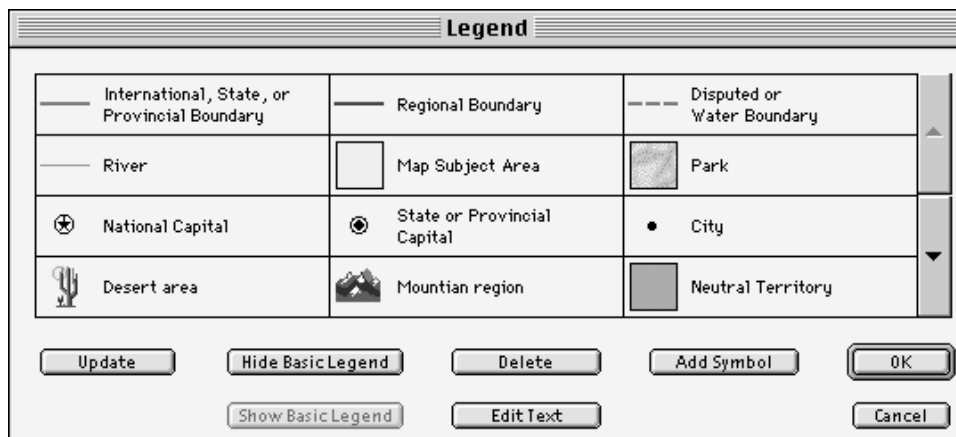 Legend
International, State, or
Provincial Boundary
Regional Boundary
Disputed or
Water Boundary
River
Map Subject Area
Park
National Capital
State or Provincial
Capital
City
Desert area
Mountian region
Neutral Territory
Update
Hide Basic Legend
Delete
Add Symbol
OK
Show Basic Legend
Edit Text
Cancel